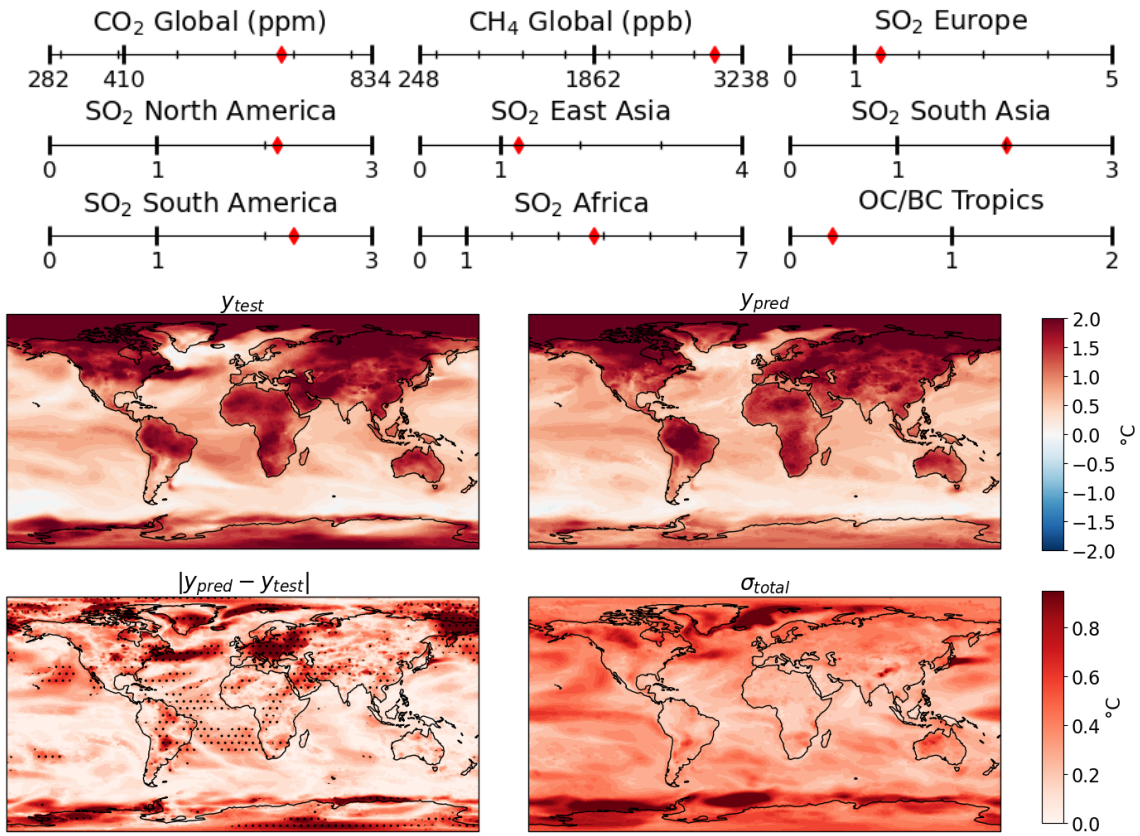 CO₂ Global (ppm) CH₄ Global (ppb) SO₂ Europe
282 410 834 248 1862 3238 0 1 5
SO₂ North America SO₂ East Asia SO₂ South Asia
0 1 3 0 1 4 0 1 3
SO₂ South America SO₂ Africa OC/BC Tropics
0 1 3 0 1 7 0 1 2
y_test y_pred
2.0
1.5
1.0
0.5
0.0
−0.5
−1.0
−1.5
−2.0
°C
|y_pred − y_test| σ_total
0.8
0.6
0.4
0.2
0.0
°C